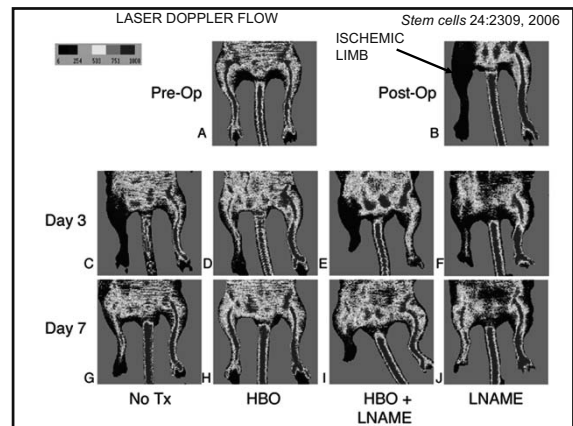 LASER DOPPLER FLOW
Stem cells 24:2309, 2006
ISCHEMIC
LIMB
Pre-Op
Post-Op
A
B
Day 3
C
D
E
F
Day 7
G
H
I
J
No Tx
HBO
HBO +
LNAME
LNAME